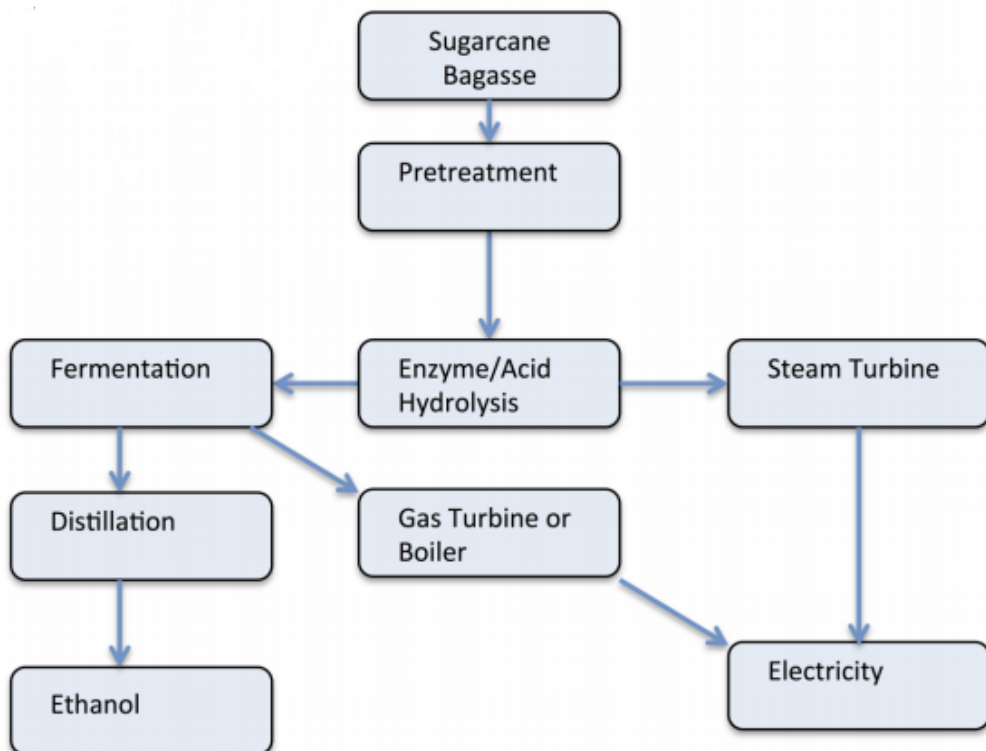 Sugarcane
Bagasse
Pretreatment
Fermentation
Enzyme/Acid
Hydrolysis
Steam Turbine
Distillation
Gas Turbine or
Boiler
Ethanol
Electricity